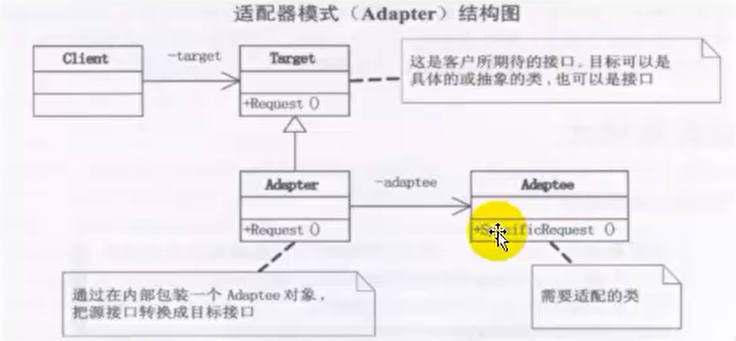 适配器模式（Adapter）结构图
Client
-target
Target
+Request ()
这是客户所期待的接口。目标可以是
具体的或抽象的类，也可以是接口
Adapter
+Request ()
-adaptee
Adaptee
+SpecificRequest ()
通过在内部包装一个 Adaptee 对象，
把源接口转换成目标接口
需要适配的类